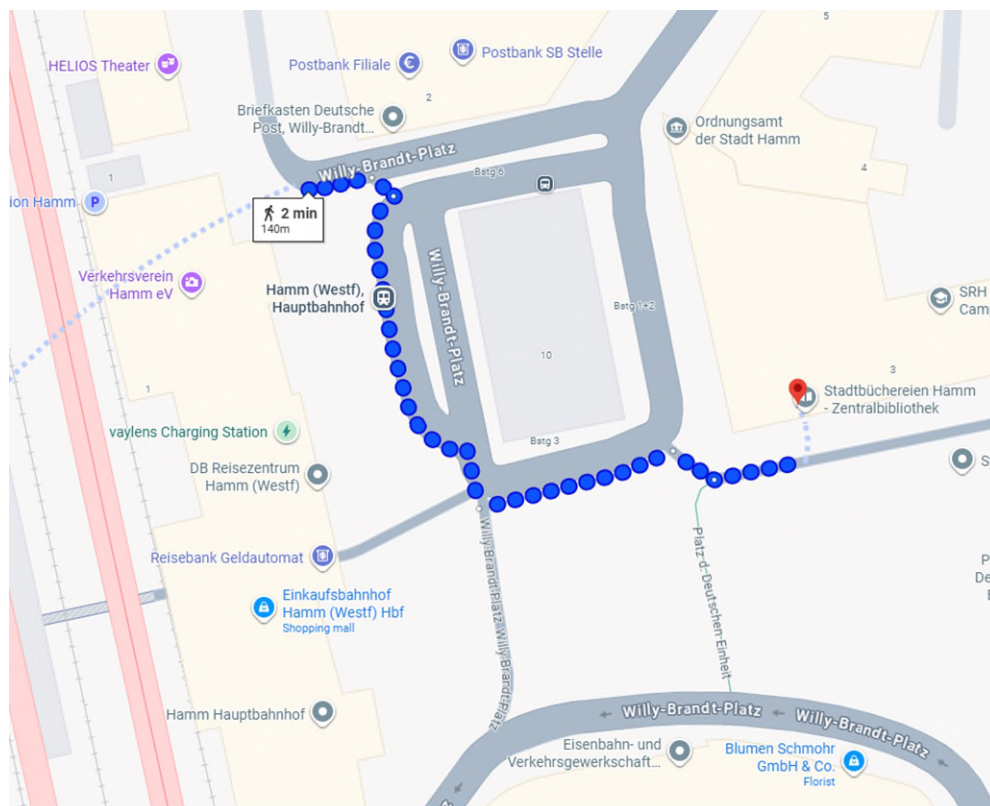 5
HELIOS Theater
Postbank Filiale
Postbank SB Stelle
2
Briefkasten Deutsche
Post, Willy-Brandt...
Ordnungsamt
der Stadt Hamm
Willy-Brandt-Platz
1
Bstg 6
4
ion Hamm
P
2 min
140m
Verkehrsverein
Hamm eV
Hamm (Westf),
Hauptbahnhof
Willy-Brandt-Platz
SRH
Cam
Bstg 1+2
10
3
1
Stadtbüchereien Hamm
- Zentralbibliothek
vaylens Charging Station
Bstg 3
DB Reisezentrum
Hamm (Westf)
S
Reisebank Geldautomat
Willy-Brandt-Platz
Willy-Brandt-Platz
Platz-d.-Deutschen-Einheit
P
De
Einkaufsbahnhof
Hamm (Westf) Hbf
Shopping mall
Hamm Hauptbahnhof
Willy-Brandt-Platz
Willy-Brandt-Platz
Eisenbahn- und
Verkehrsgewerkschaft...
Blumen Schmohr
GmbH & Co.
Florist